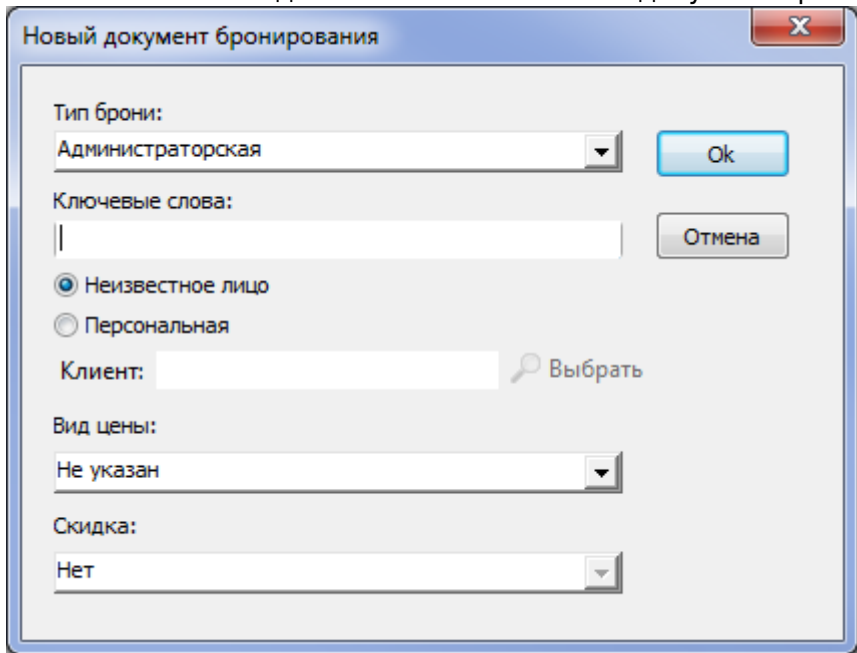 Новый документ бронирования
Тип брони:
Администраторская
Ok
Ключевые слова:
Отмена
Неизвестное лицо
Персональная
Клиент:
Выбрать
Вид цены:
Не указан
Скидка:
Нет